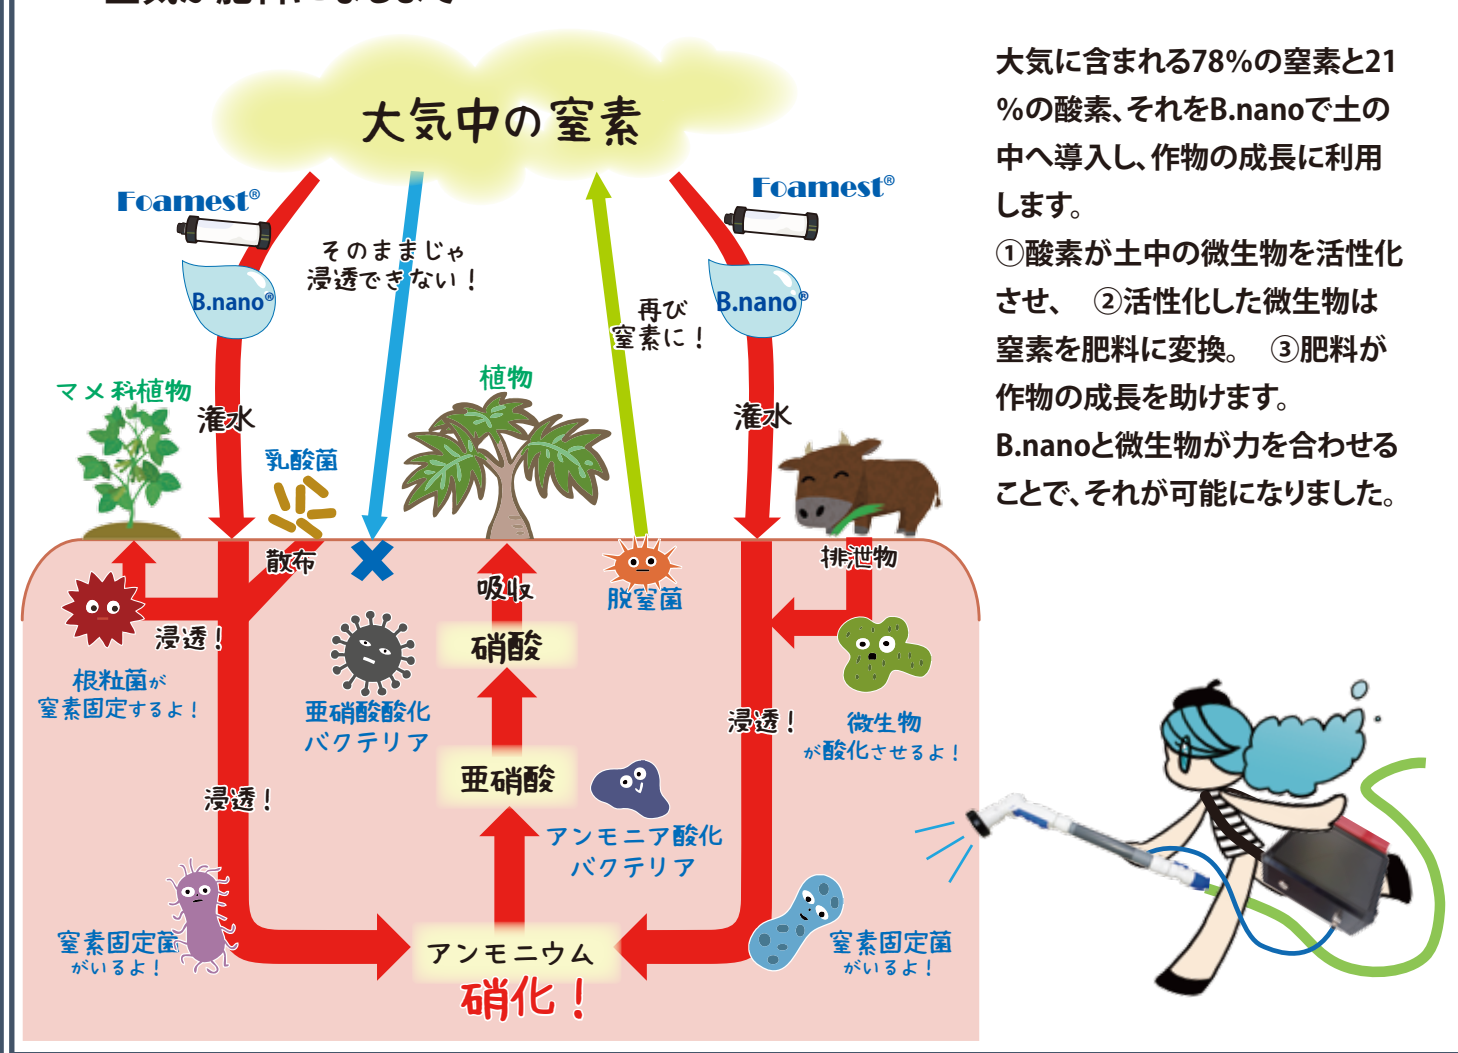 大気中の窒素
Foamest®
Foamest®
そのままじゃ
浸透できない！
再び
窒素に！
B.nano®
B.nano®
マメ科植物
植物
灌水
灌水
乳酸菌
散布
吸収
脱窒菌
排泄物
浸透！
硝酸
根粒菌が
窒素固定するよ！
亜硝酸酸化
バクテリア
浸透！
微生物
が酸化させるよ！
亜硝酸
浸透！
アンモニア酸化
バクテリア
窒素固定菌
がいるよ！
アンモニウム
硝化！
窒素固定菌
がいるよ！
大気に含まれる78%の窒素と21
%の酸素、それをB.nanoで土の
中へ導入し、作物の成長に利用
します。
①酸素が土中の微生物を活性化
させ、　②活性化した微生物は
窒素を肥料に変換。　③肥料が
作物の成長を助けます。
B.nanoと微生物が力を合わせる
ことで、それが可能になりました。